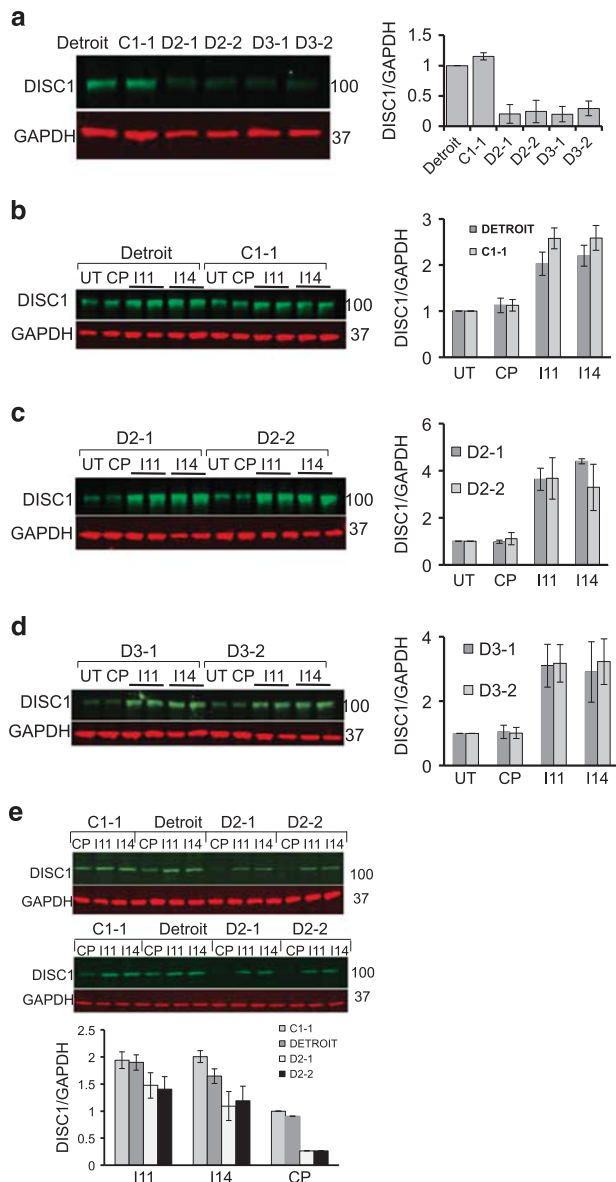 a
Detroit C1-1 D2-1 D2-2 D3-1 D3-2
DISC1 100
GAPDH 37
DISC1/GAPDH
1.5
1
0.5
0
Detroit C1-1 D2-1 D2-2 D3-1 D3-2
b
Detroit C1-1
UT CP I11 I14 UT CP I11 I14
DISC1 100
GAPDH 37
DISC1/GAPDH
3
2
1
0
DETROIT
C1-1
UT CP I11 I14
c
D2-1 D2-2
UT CP I11 I14 UT CP I11 I14
DISC1 100
GAPDH 37
DISC1/GAPDH
6
4
2
0
D2-1
D2-2
UT CP I11 I14
d
D3-1 D3-2
UT CP I11 I14 UT CP I11 I14
DISC1 100
GAPDH 37
DISC1/GAPDH
4
2
0
D3-1
D3-2
UT CP I11 I14
e
C1-1 Detroit D2-1 D2-2
CP I11 I14 CP I11 I14 CP I11 I14 CP I11 I14
DISC1 100
GAPDH 37
C1-1 Detroit D2-1 D2-2
CP I11 I14 CP I11 I14 CP I11 I14 CP I11 I14
DISC1 100
GAPDH 37
DISC1/GAPDH
2.5
2
1.5
1
0.5
0
C1-1
DETROIT
D2-1
D2-2
I11 I14 CP